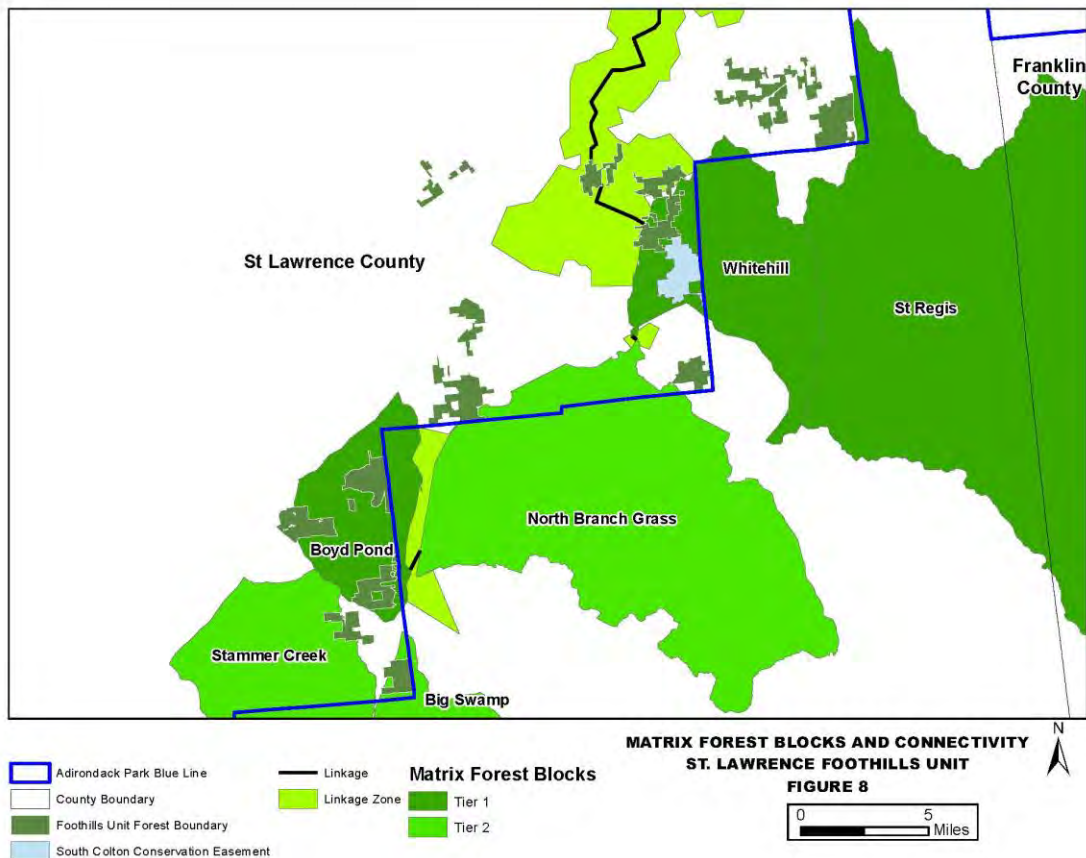 Franklin
County
St Lawrence County
Whitehill
St Regis
North Branch Grass
Boyd Pond
Stammer Creek
Big Swamp
Adirondack Park Blue Line
County Boundary
Foothills Unit Forest Boundary
South Colton Conservation Easement
Linkage
Linkage Zone
Matrix Forest Blocks
Tier 1
Tier 2
MATRIX FOREST BLOCKS AND CONNECTIVITY
ST. LAWRENCE FOOTHILLS UNIT
FIGURE 8
N
0 5
Miles